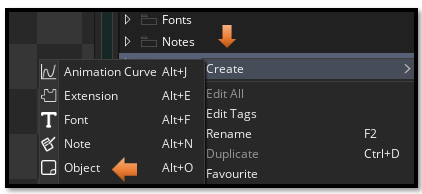 Fonts
Notes
Create
Animation Curve Alt+J
Extension Alt+E
Font Alt+F
Note Alt+N
Object Alt+O
Edit All
Edit Tags
Rename F2
Duplicate Ctrl+D
Favourite